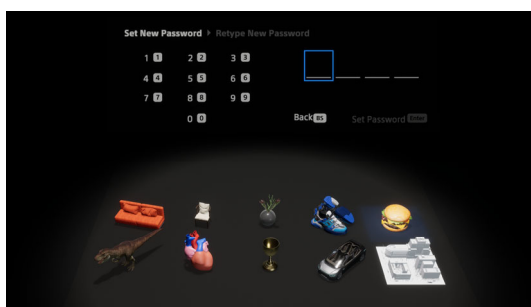 Set New Password Retype New Password
1 1 2 2 3 3
4 4 5 5 6 6
7 7 8 8 9 9
0 0
Back BS Set Password Enter